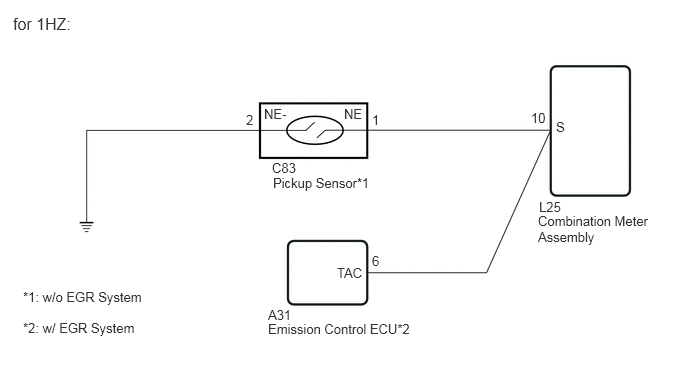 for 1HZ:
2
NE-
NE
1
10
S
C83
Pickup Sensor*1
L25
Combination Meter
Assembly
TAC
6
A31
Emission Control ECU*2
*1: w/o EGR System
*2: w/ EGR System